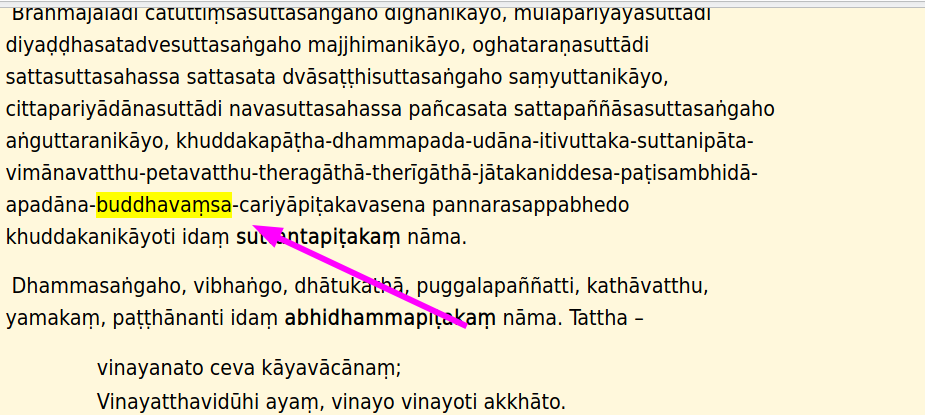 Brahmajālādi catuttiṃsasuttasaṅgaho dīghanikāyo, mūlapariyāyasuttādi
diyaḍḍhasatadvesuttasaṅgaho majjhimanikāyo, oghataraṇasuttādi
sattasuttasahassa sattasata dvāsaṭṭhisuttasaṅgaho saṃyuttanikāyo,
cittapariyādānasuttādi navasuttasahassa pañcasata sattapaññāsasuttasaṅgaho
aṅguttaranikāyo, khuddakapāṭha-dhammapada-udāna-itivuttaka-suttanipāta-
vimānavatthu-petavatthu-theragāthā-therīgāthā-jātakaniddesa-paṭisambhidā-
apadāna-buddhavaṃsa-cariyāpiṭakavasena pannarasappabhedo
khuddakanikāyoti idaṃ suttantapiṭakaṃ nāma.
Dhammasaṅgaho, vibhaṅgo, dhātukathā, puggalapaññatti, kathāvatthu,
yamakaṃ, paṭṭhānanti idaṃ abhidhammapiṭakaṃ nāma. Tattha –
vinayanato ceva kāyavācānaṃ;
Vinayatthavidūhi ayaṃ, vinayo vinayoti akkhāto.